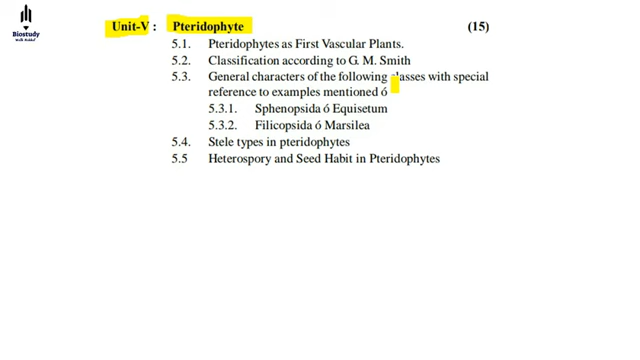 Biostudy
Unit-V : Pteridophyte (15)
5.1. Pteridophytes as First Vascular Plants.
5.2. Classification according to G. M. Smith
5.3. General characters of the following classes with special
reference to examples mentioned ó
5.3.1. Sphenopsida ó Equisetum
5.3.2. Filicopsida ó Marsilea
5.4. Stele types in pteridophytes
5.5 Heterospory and Seed Habit in Pteridophytes